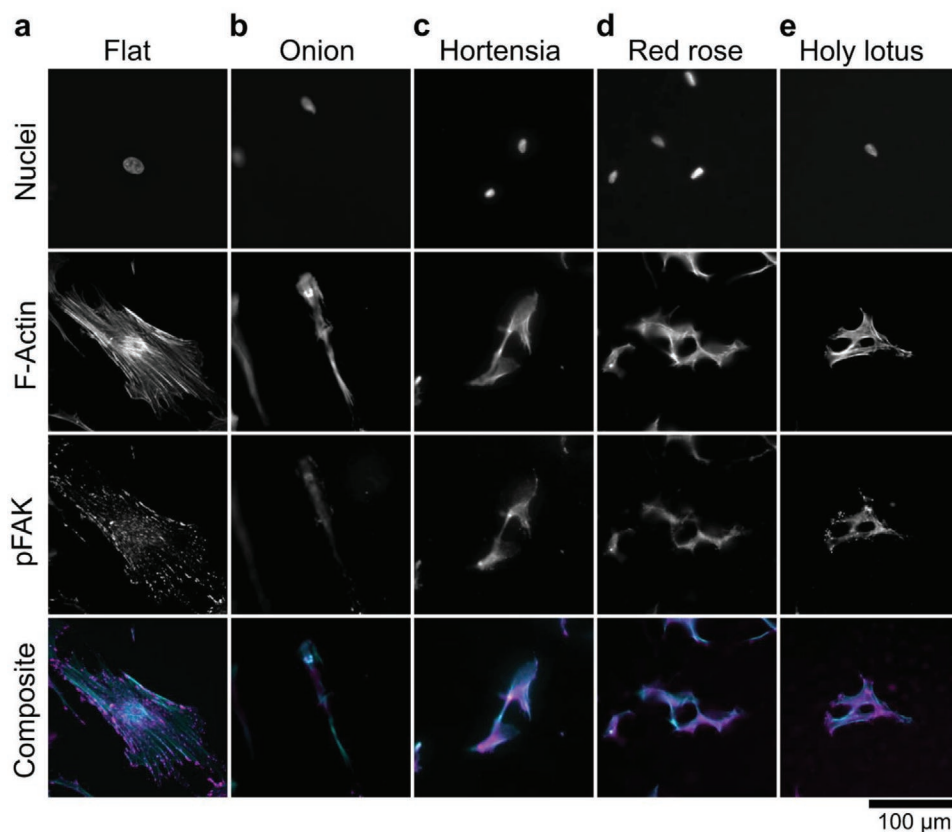 a b c d e
Flat Onion Hortensia Red rose Holy lotus
Nuclei
F-Actin
pFAK
Composite
100 µm